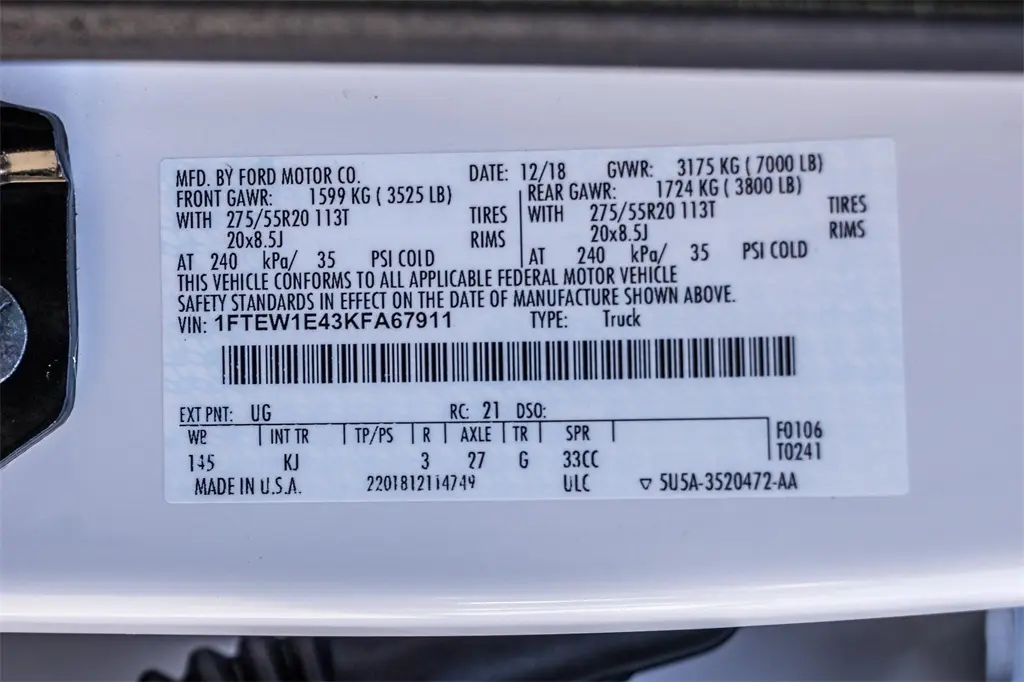 MFD. BY FORD MOTOR CO. DATE: 12/18 GVWR: 3175 KG ( 7000 LB)
FRONT GAWR: 1599 KG ( 3525 LB) REAR GAWR: 1724 KG ( 3800 LB)
WITH 275/55R20 113T TIRES WITH 275/55R20 113T TIRES
20x8.5J RIMS 20x8.5J RIMS
AT 240 kPa/ 35 PSI COLD AT 240 kPa/ 35 PSI COLD
THIS VEHICLE CONFORMS TO ALL APPLICABLE FEDERAL MOTOR VEHICLE
SAFETY STANDARDS IN EFFECT ON THE DATE OF MANUFACTURE SHOWN ABOVE.
VIN: 1FTEW1E43KFA67911 TYPE: Truck
EXT PNT: UG RC: 21 DSO:
WB INT TR TP/PS R AXLE TR SPR F0106
145 KJ 3 27 G 33CC T0241
MADE IN U.S.A. 2201812114749 ULC ▽ 5U5A-3520472-AA